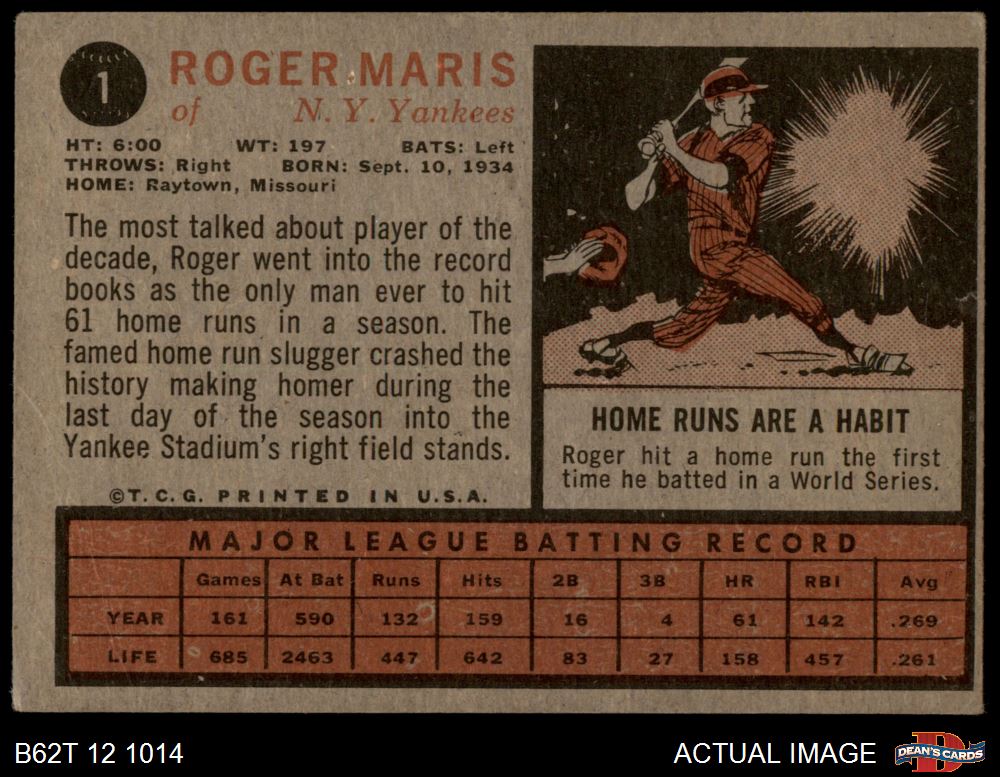 1
ROGER MARIS
of N. Y. Yankees
HT: 6:00 WT: 197 BATS: Left
THROWS: Right BORN: Sept. 10, 1934
HOME: Raytown, Missouri
The most talked about player of the
decade, Roger went into the record
books as the only man ever to hit
61 home runs in a season. The
famed home run slugger crashed the
history making homer during the
last day of the season into the
Yankee Stadium's right field stands.
©T.C.G. PRINTED IN U.S.A.
HOME RUNS ARE A HABIT
Roger hit a home run the first
time he batted in a World Series.
MAJOR LEAGUE BATTING RECORD
Games At Bat Runs Hits 2B 3B HR RBI Avg
YEAR 161 590 132 159 16 4 61 142 .269
LIFE 685 2463 447 642 83 27 158 457 .261
B62T 12 1014
ACTUAL IMAGE
D
DEAN'S CARDS